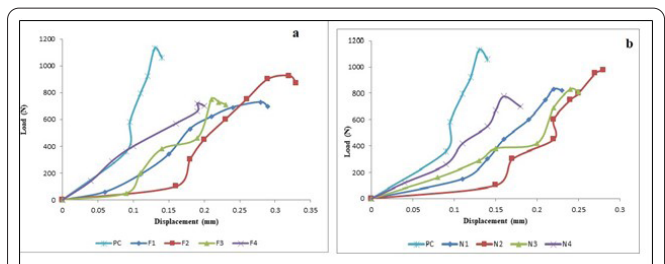 a
1200
1000
800
600
400
200
0
Load (N)
0 0.05 0.1 0.15 0.2 0.25 0.3 0.35
Displacement (mm)
PC F1 F2 F3 F4
b
1200
1000
800
600
400
200
0
Load (N)
0 0.05 0.1 0.15 0.2 0.25 0.3
Displacement (mm)
PC N1 N2 N3 N4